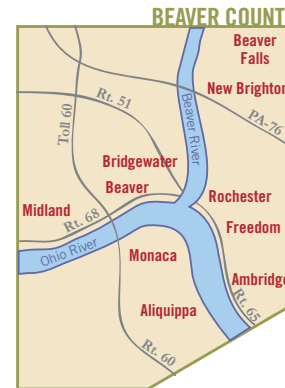 BEAVER COUNT
Beaver
Falls
New Brighton
Rt. 51
Toll 60
Beaver River
PA-76
Bridgewater
Beaver
Rochester
Midland
Rt. 68
Freedom
Ohio River
Monaca
Ambridge
Rt. 65
Aliquippa
Rt. 60